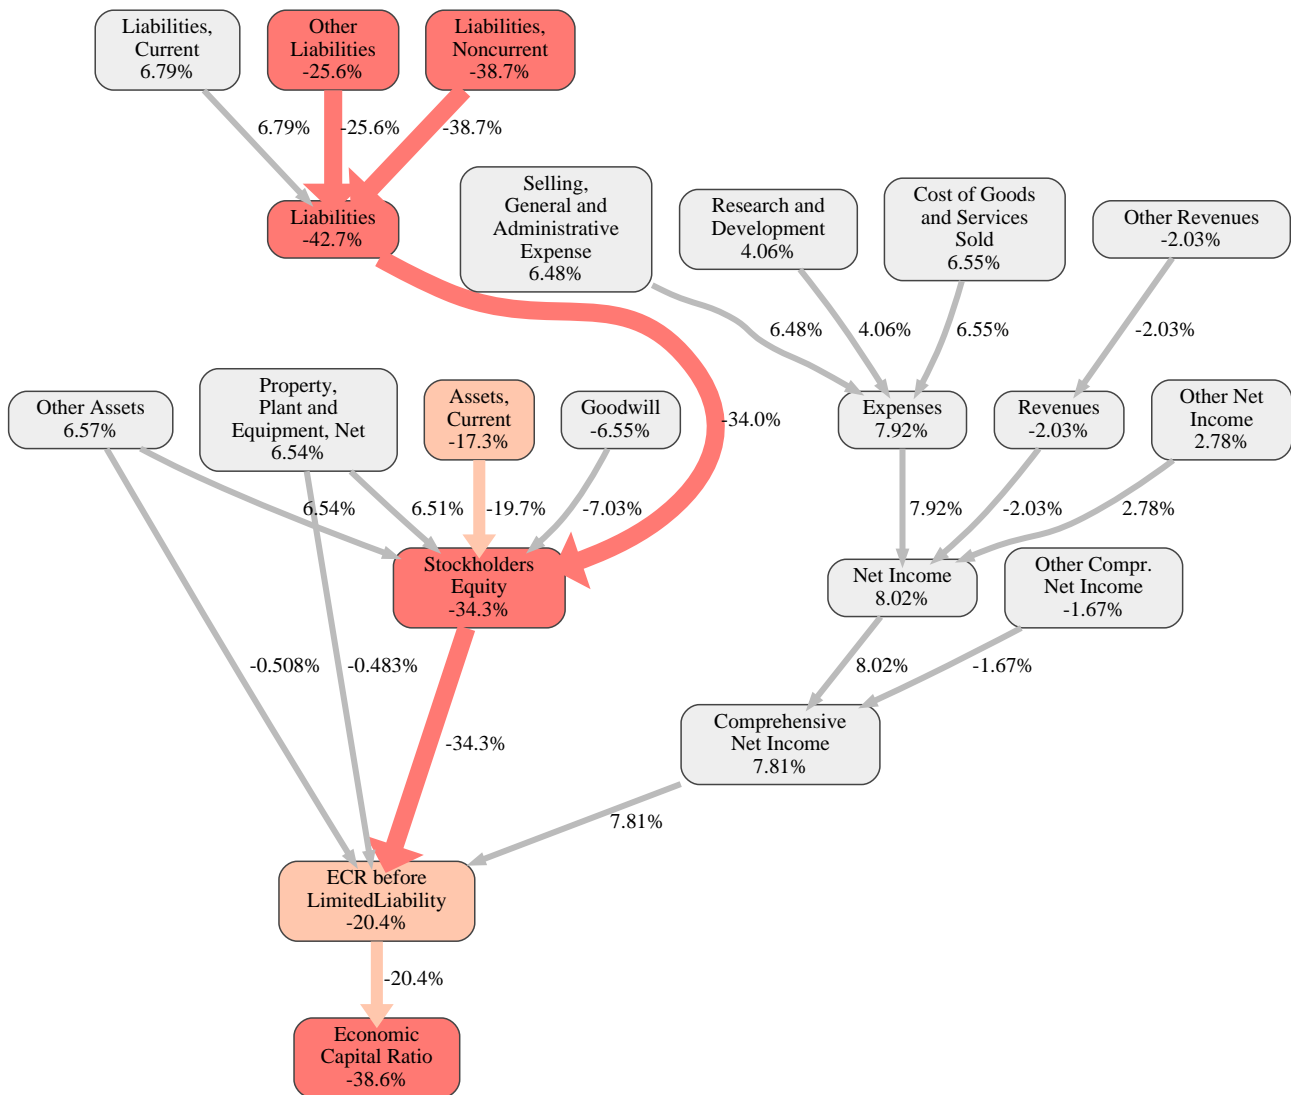 Liabilities,
Current
6.79%
Other
Liabilities
-25.6%
Liabilities,
Noncurrent
-38.7%
6.79%
-25.6%
-38.7%
Liabilities
-42.7%
Selling,
General and
Administrative
Expense
6.48%
Research and
Development
4.06%
Cost of Goods
and Services
Sold
6.55%
Other Revenues
-2.03%
6.48%
4.06%
6.55%
-2.03%
Other Assets
6.57%
Property,
Plant and
Equipment, Net
6.54%
Assets,
Current
-17.3%
Goodwill
-6.55%
-34.0%
Expenses
7.92%
Revenues
-2.03%
Other Net
Income
2.78%
6.54%
6.51%
-19.7%
-7.03%
7.92%
-2.03%
2.78%
Stockholders
Equity
-34.3%
Net Income
8.02%
Other Compr.
Net Income
-1.67%
-0.508%
-0.483%
8.02%
-1.67%
-34.3%
Comprehensive
Net Income
7.81%
7.81%
ECR before
LimitedLiability
-20.4%
-20.4%
Economic
Capital Ratio
-38.6%